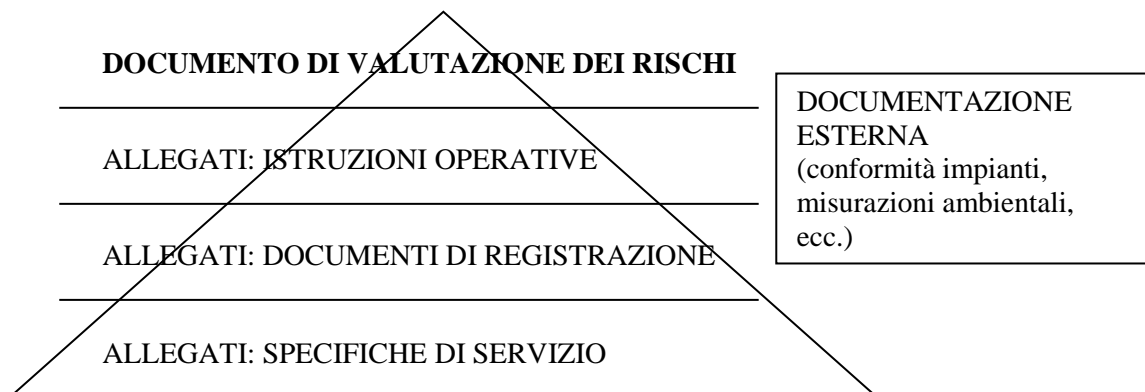 DOCUMENTO DI VALUTAZIONE DEI RISCHI
ALLEGATI: ISTRUZIONI OPERATIVE
ALLEGATI: DOCUMENTI DI REGISTRAZIONE
ALLEGATI: SPECIFICHE DI SERVIZIO
DOCUMENTAZIONE
ESTERNA
(conformità impianti,
misurazioni ambientali,
ecc.)